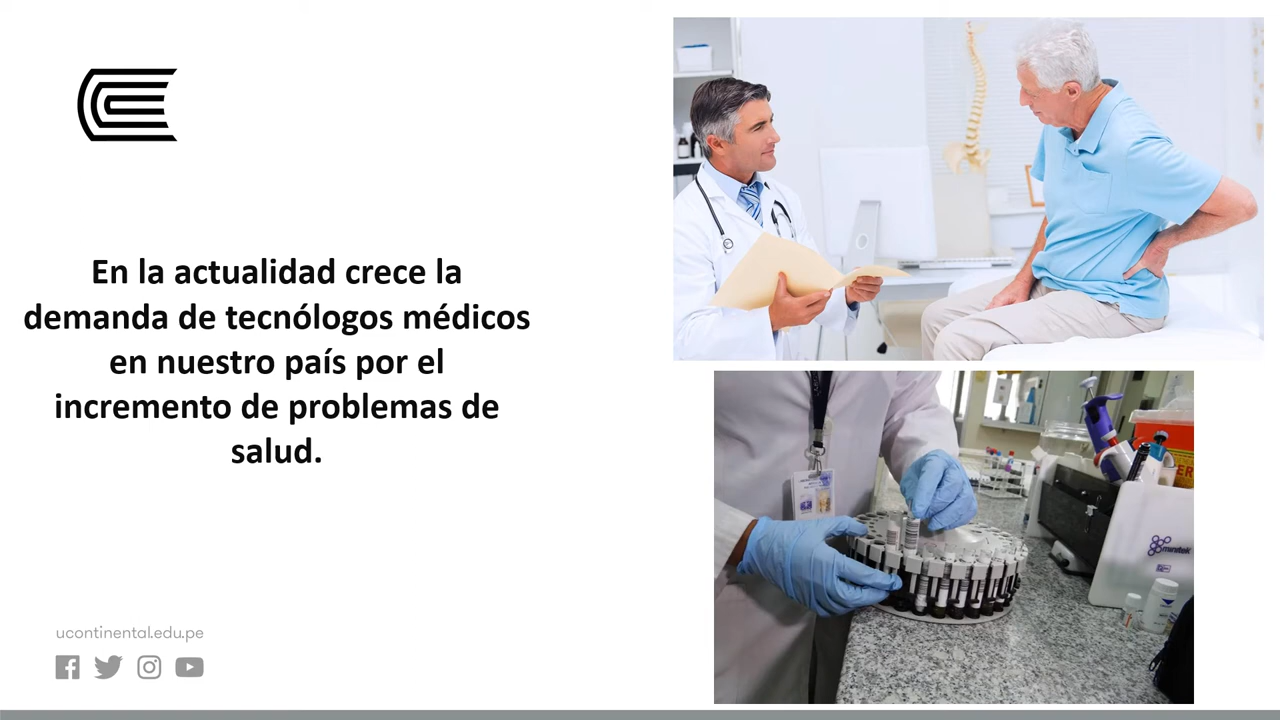 En la actualidad crece la
demanda de tecnólogos médicos
en nuestro país por el
incremento de problemas de
salud.
ucontinental.edu.pe